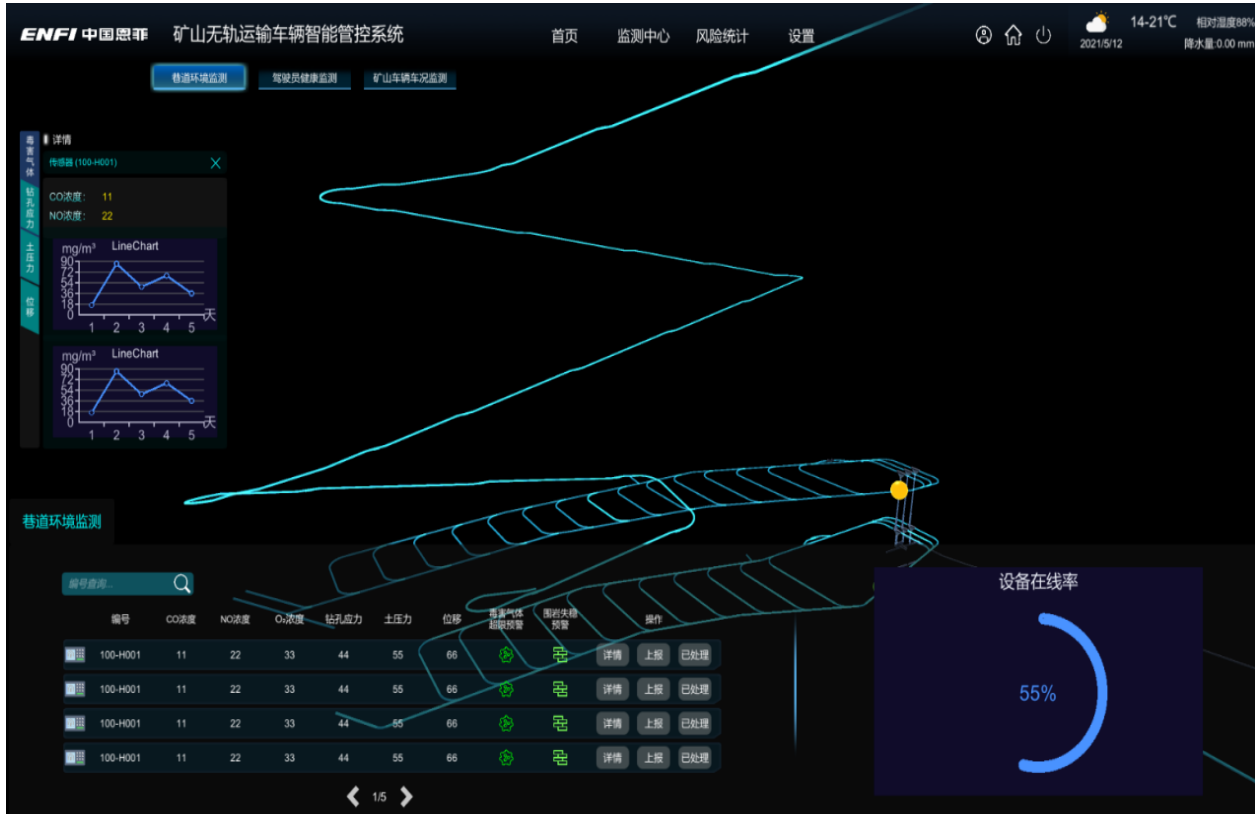 ENFI 中国恩菲 矿山无轨运输车辆智能管控系统 首页 监测中心 风险统计 设置 14-21℃ 相对湿度88%
2021/5/12 降水量:0.00 mm
巷道环境监测 驾驶员健康监测 矿山车辆车况监测
毒害气体
钻孔应力
土压力
位移
详情
传感器 (100-H001)
CO浓度: 11
NO浓度: 22
mg/m³ LineChart
90
72
54
36
18
0
天
1 2 3 4 5
mg/m³ LineChart
90
72
54
36
18
0
天
1 2 3 4 5
巷道环境监测
编号查询...
编号 CO浓度 NO浓度 O₃浓度 钻孔应力 土压力 位移 毒害气体超限预警 围岩失稳预警 操作
100-H001 11 22 33 44 55 66 详情 上报 已处理
100-H001 11 22 33 44 55 66 详情 上报 已处理
100-H001 11 22 33 44 55 66 详情 上报 已处理
100-H001 11 22 33 44 55 66 详情 上报 已处理
1/5
设备在线率
55%